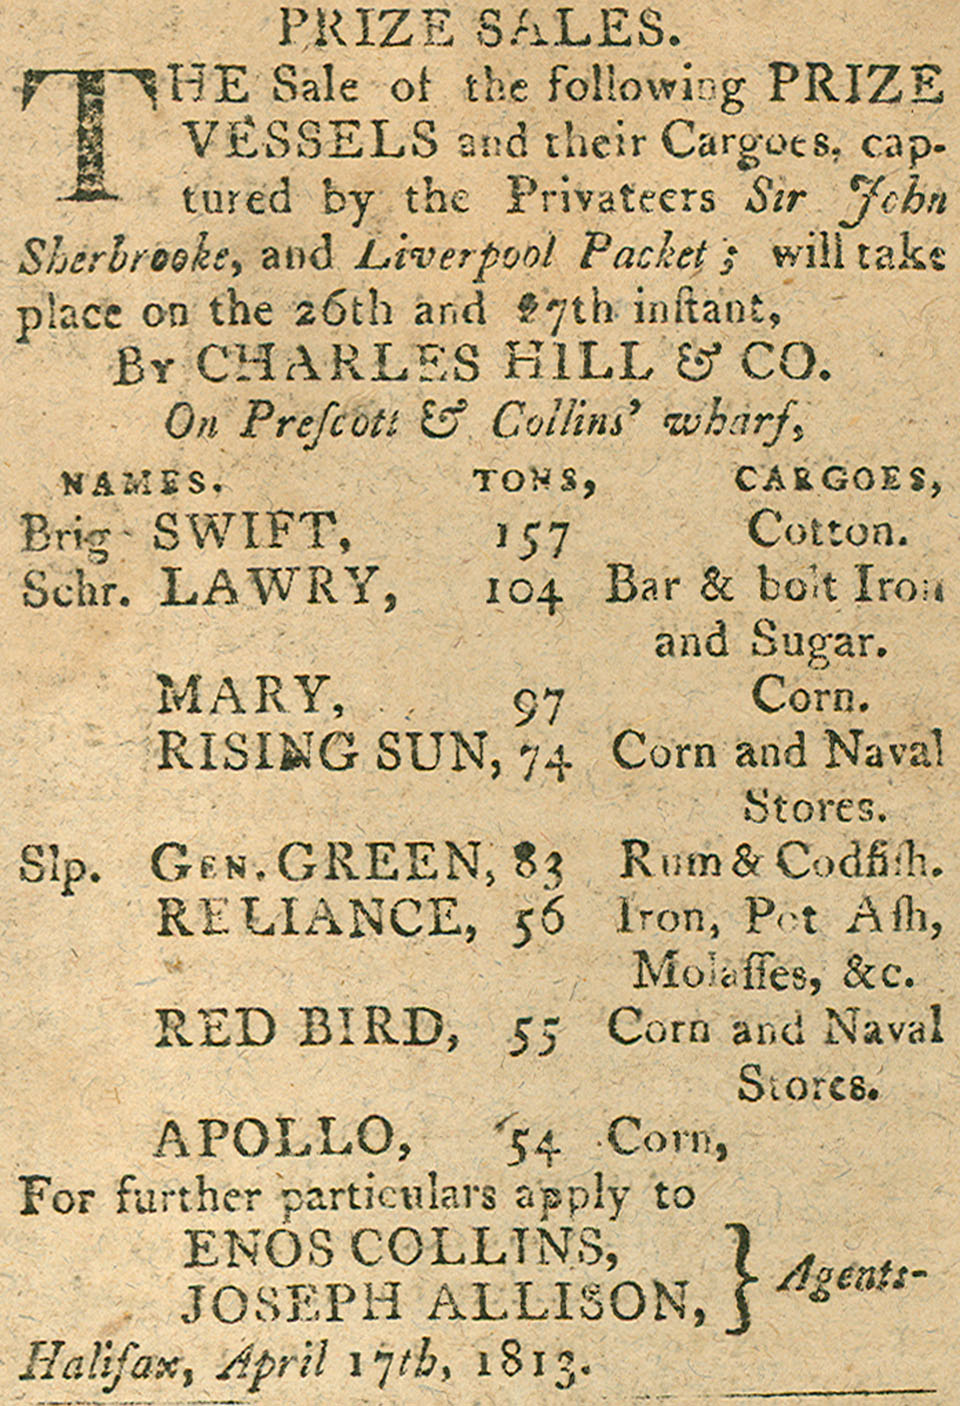 PRIZE SALES.
THE Sale of the following PRIZE
VESSELS and their Cargoes, cap-
tured by the Privateers Sir John
Sherbrooke, and Liverpool Packet; will take
place on the 26th and 27th inſtant,
By CHARLES HILL & CO.
On Preſcott & Collins' wharf,
NAMES. TONS, CARGOES,
Brig SWIFT, 157 Cotton.
Schr. LAWRY, 104 Bar & bolt Iron
and Sugar.
MARY, 97 Corn.
RISING SUN, 74 Corn and Naval
Stores.
Slp. GEN. GREEN, 83 Rum & Codfiſh.
RELIANCE, 56 Iron, Pot Aſh,
Molaſſes, &c.
RED BIRD, 55 Corn and Naval
Stores.
APOLLO, 54 Corn,
For further particulars apply to
ENOS COLLINS,
JOSEPH ALLISON, } Agents-
Halifax, April 17th, 1813.